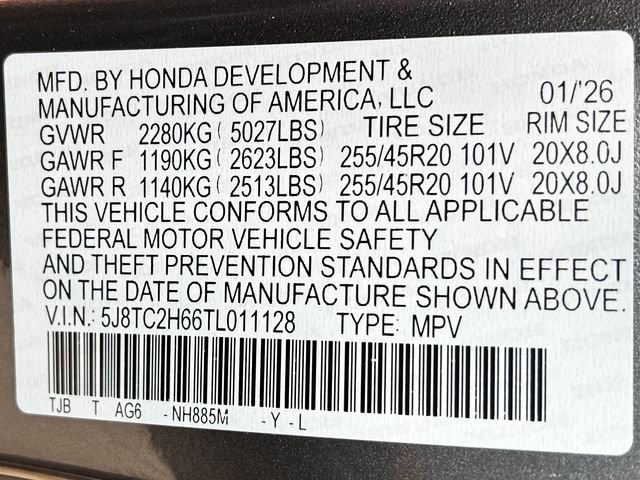 MFD. BY HONDA DEVELOPMENT &
MANUFACTURING OF AMERICA, LLC 01/'26
GVWR 2280KG ( 5027LBS) TIRE SIZE RIM SIZE
GAWR F 1190KG ( 2623LBS) 255/45R20 101V 20X8.0J
GAWR R 1140KG ( 2513LBS) 255/45R20 101V 20X8.0J
THIS VEHICLE CONFORMS TO ALL APPLICABLE
FEDERAL MOTOR VEHICLE SAFETY
AND THEFT PREVENTION STANDARDS IN EFFECT
ON THE DATE OF MANUFACTURE SHOWN ABOVE.
V.I.N.: 5J8TC2H66TL011128 TYPE: MPV
TJB T AG6 - NH885M - Y - L